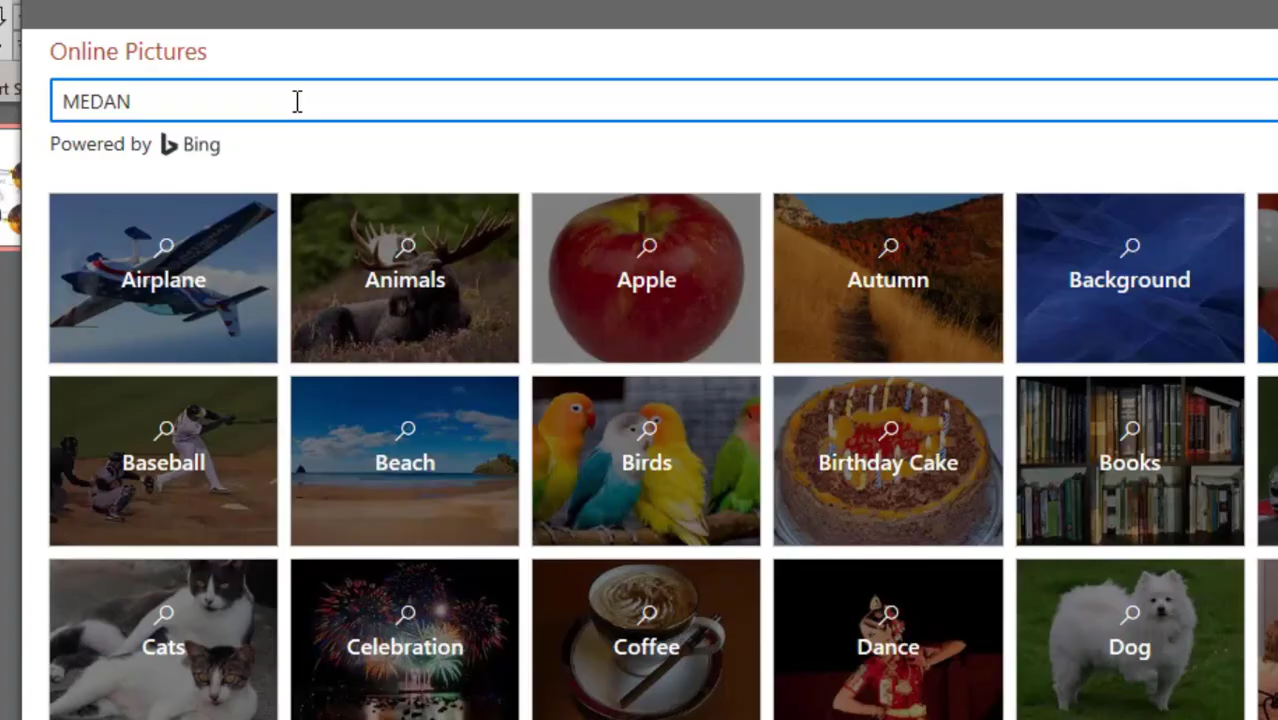 Online Pictures
MEDAN
Powered by Bing
Airplane
Animals
Apple
Autumn
Background
Baseball
Beach
Birds
Birthday Cake
Books
Cats
Celebration
Coffee
Dance
Dog